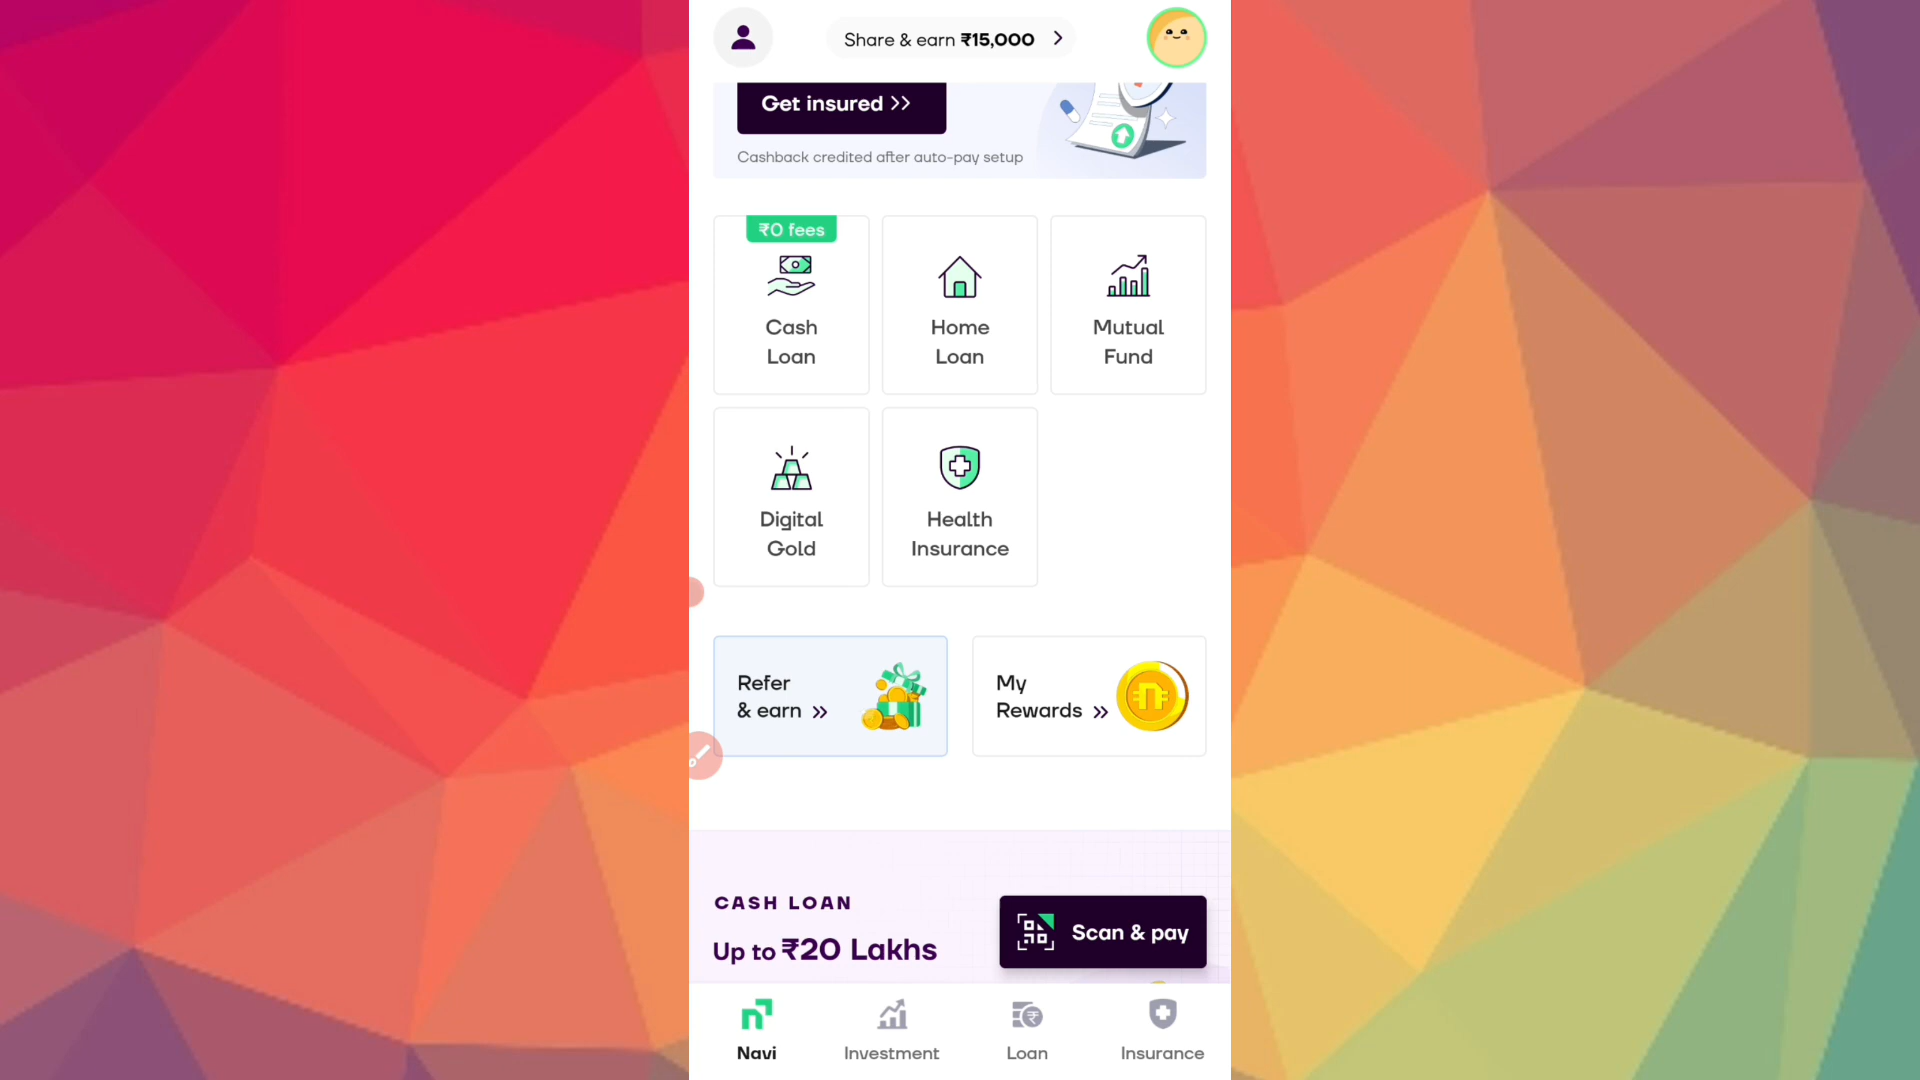 Share & earn ₹15,000
Get insured
Cashback credited after auto-pay setup
₹0 fees
Cash
Loan
Home
Loan
Mutual
Fund
Digital
Gold
Health
Insurance
Refer
& earn
My
Rewards
CASH LOAN
Up to ₹20 Lakhs
Scan & pay
Navi
Investment
Loan
Insurance